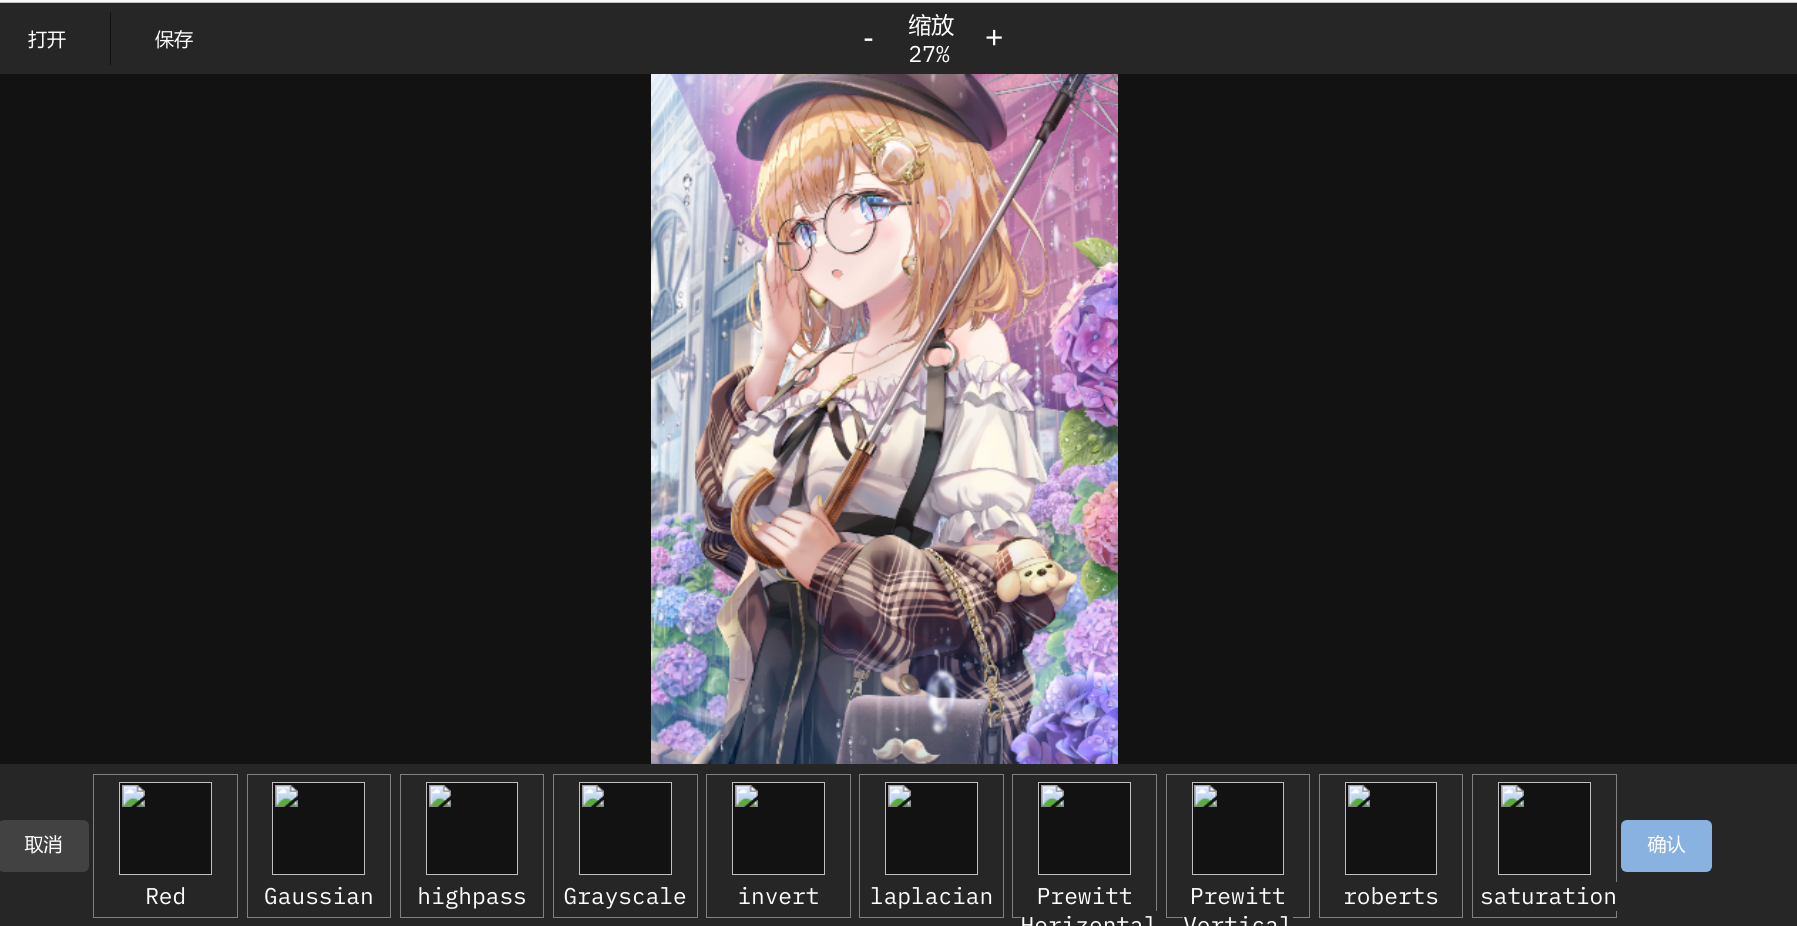 打开
保存
- 缩放 +
27%
取消
Red
Gaussian
highpass
Grayscale
invert
laplacian
Prewitt
Horizontal
Prewitt
Vertical
roberts
saturation
确认